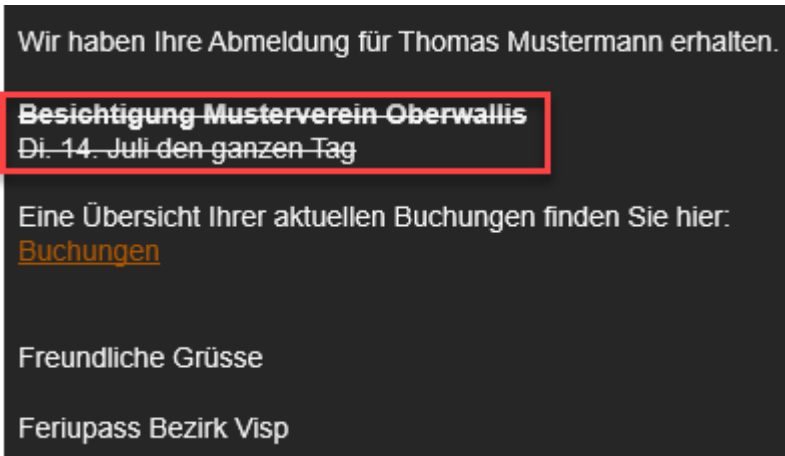 Wir haben Ihre Abmeldung für Thomas Mustermann erhalten.
Besichtigung Musterverein Oberwallis
Di. 14. Juli den ganzen Tag
Eine Übersicht Ihrer aktuellen Buchungen finden Sie hier:
Buchungen
Freundliche Grüsse
Feriupass Bezirk Visp